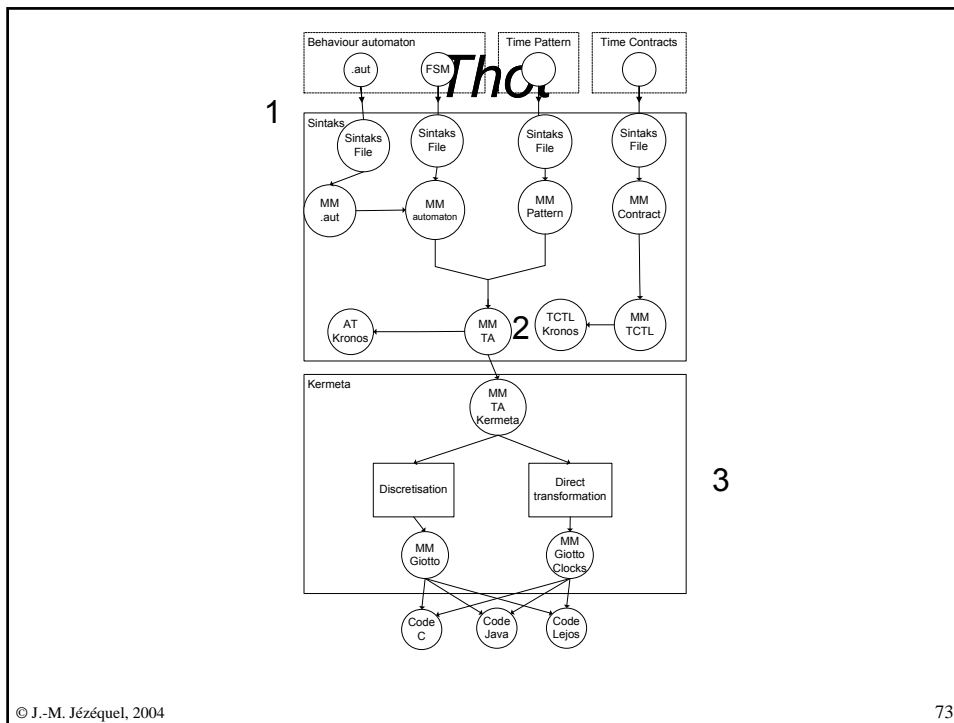 Thot
Behaviour automaton
Time Pattern
Time Contracts
.aut
FSM
1
Sintaks
Sintaks
File
Sintaks
File
Sintaks
File
Sintaks
File
MM
.aut
MM
automaton
MM
Pattern
MM
Contract
AT
Kronos
MM
TA
2
TCTL
Kronos
MM
TCTL
Kermeta
MM
TA
Kermeta
3
Discretisation
Direct
transformation
MM
Giotto
MM
Giotto
Clocks
Code
C
Code
Java
Code
Lejos
© J.-M. Jézéquel, 2004
73